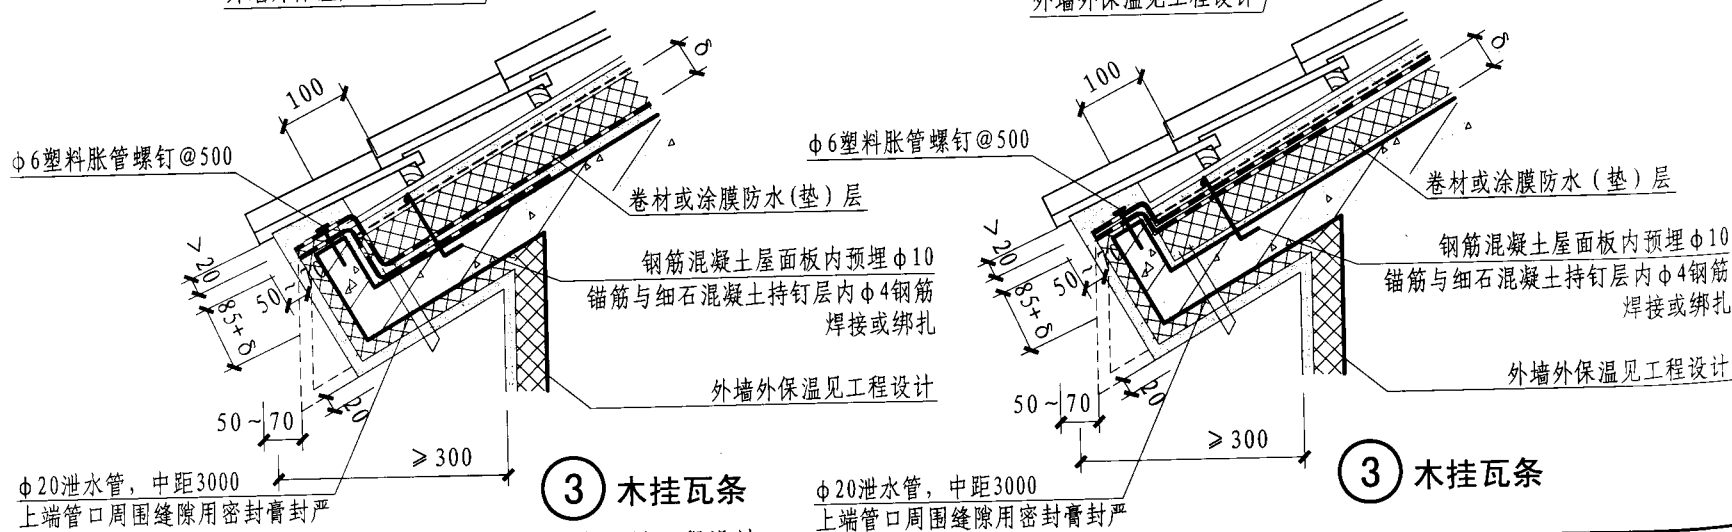 外墙外保温见工程设计
100
δ
φ6塑料胀管螺钉@500
卷材或涂膜防水(垫)层
>20
50~
85+δ
钢筋混凝土屋面板内预埋φ10
锚筋与细石混凝土持钉层内φ4钢筋
焊接或绑扎
外墙外保温见工程设计
20
50~70
≥300
φ20泄水管，中距3000
上端管口周围缝隙用密封膏封严
3 木挂瓦条
100
δ
φ6塑料胀管螺钉@500
卷材或涂膜防水（垫）层
>20
50~
85+δ
钢筋混凝土屋面板内预埋φ10
锚筋与细石混凝土持钉层内φ4钢筋
焊接或绑扎
外墙外保温见工程设计
20
50~70
≥300
φ20泄水管，中距3000
上端管口周围缝隙用密封膏封严
3 木挂瓦条